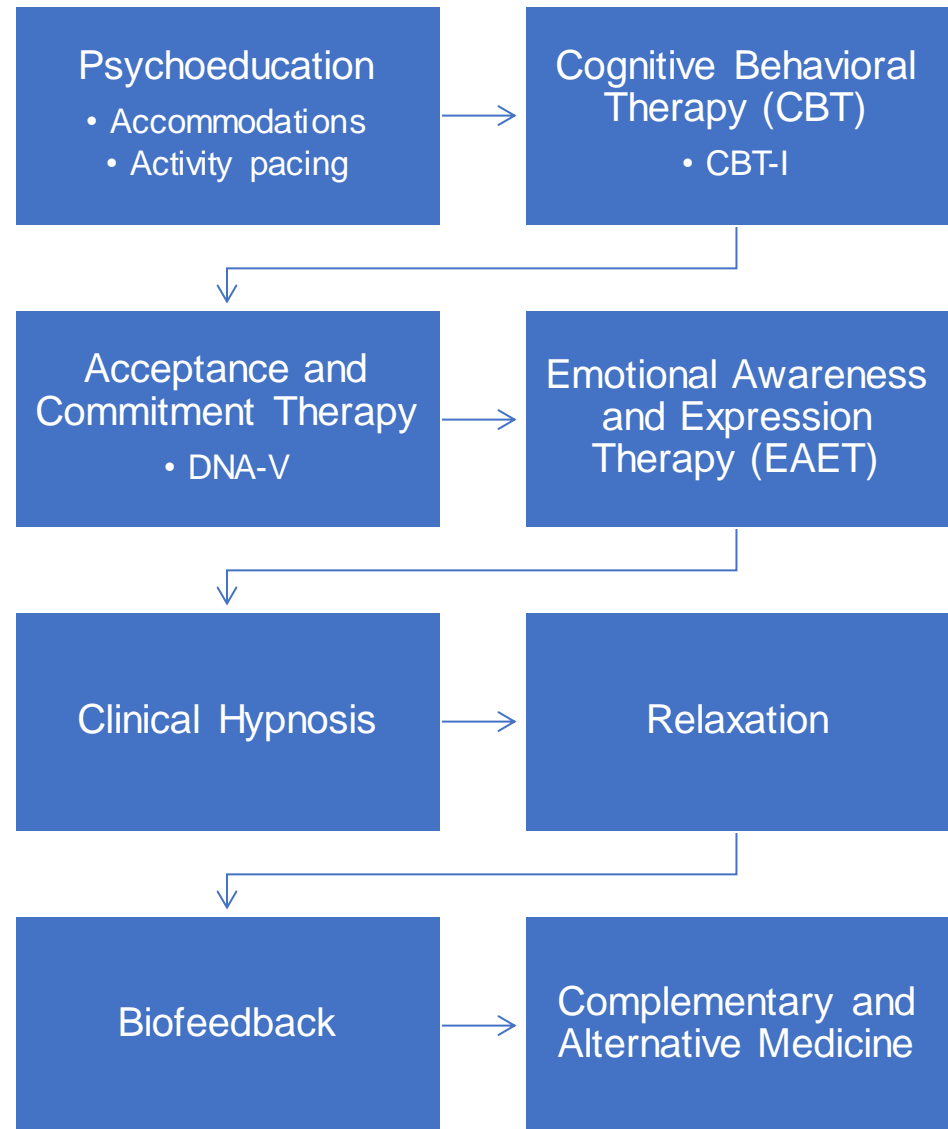 Psychoeducation
• Accommodations
• Activity pacing
Cognitive Behavioral
Therapy (CBT)
• CBT-I
Acceptance and
Commitment Therapy
• DNA-V
Emotional Awareness
and Expression
Therapy (EAET)
Clinical Hypnosis
Relaxation
Biofeedback
Complementary and
Alternative Medicine